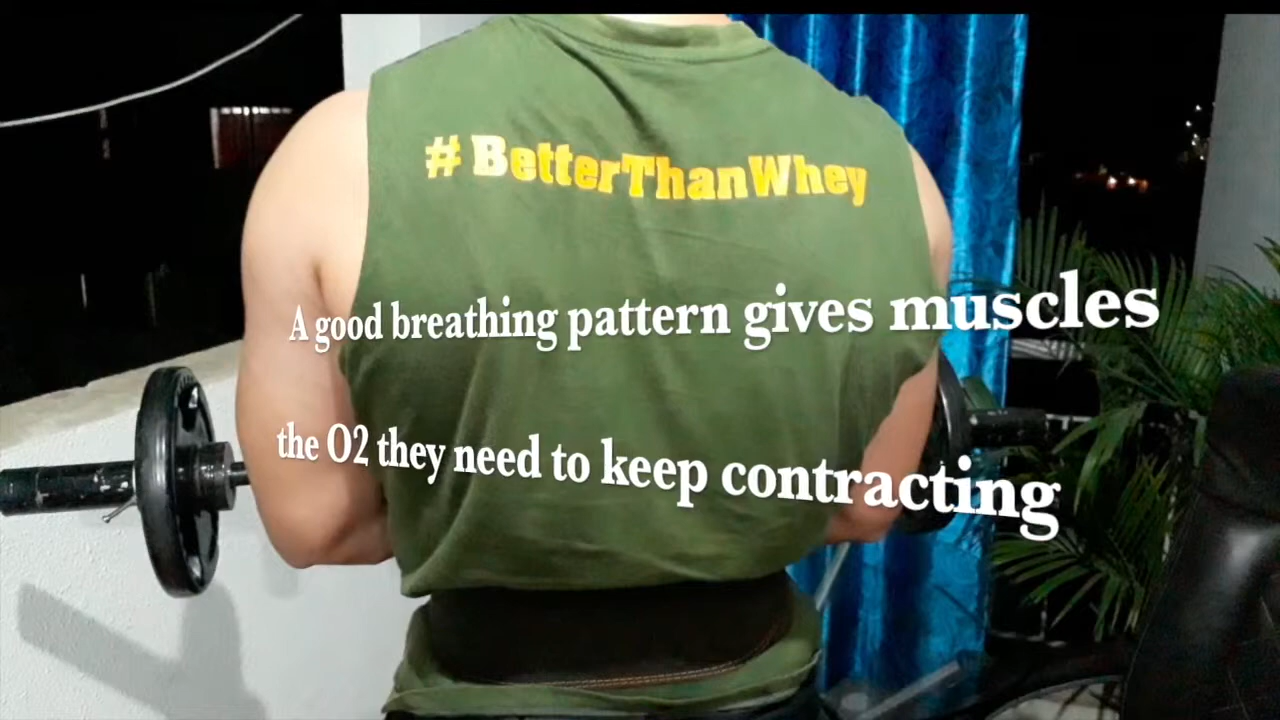 # BetterThanWhey
A good breathing pattern gives muscles
the O2 they need to keep contracting